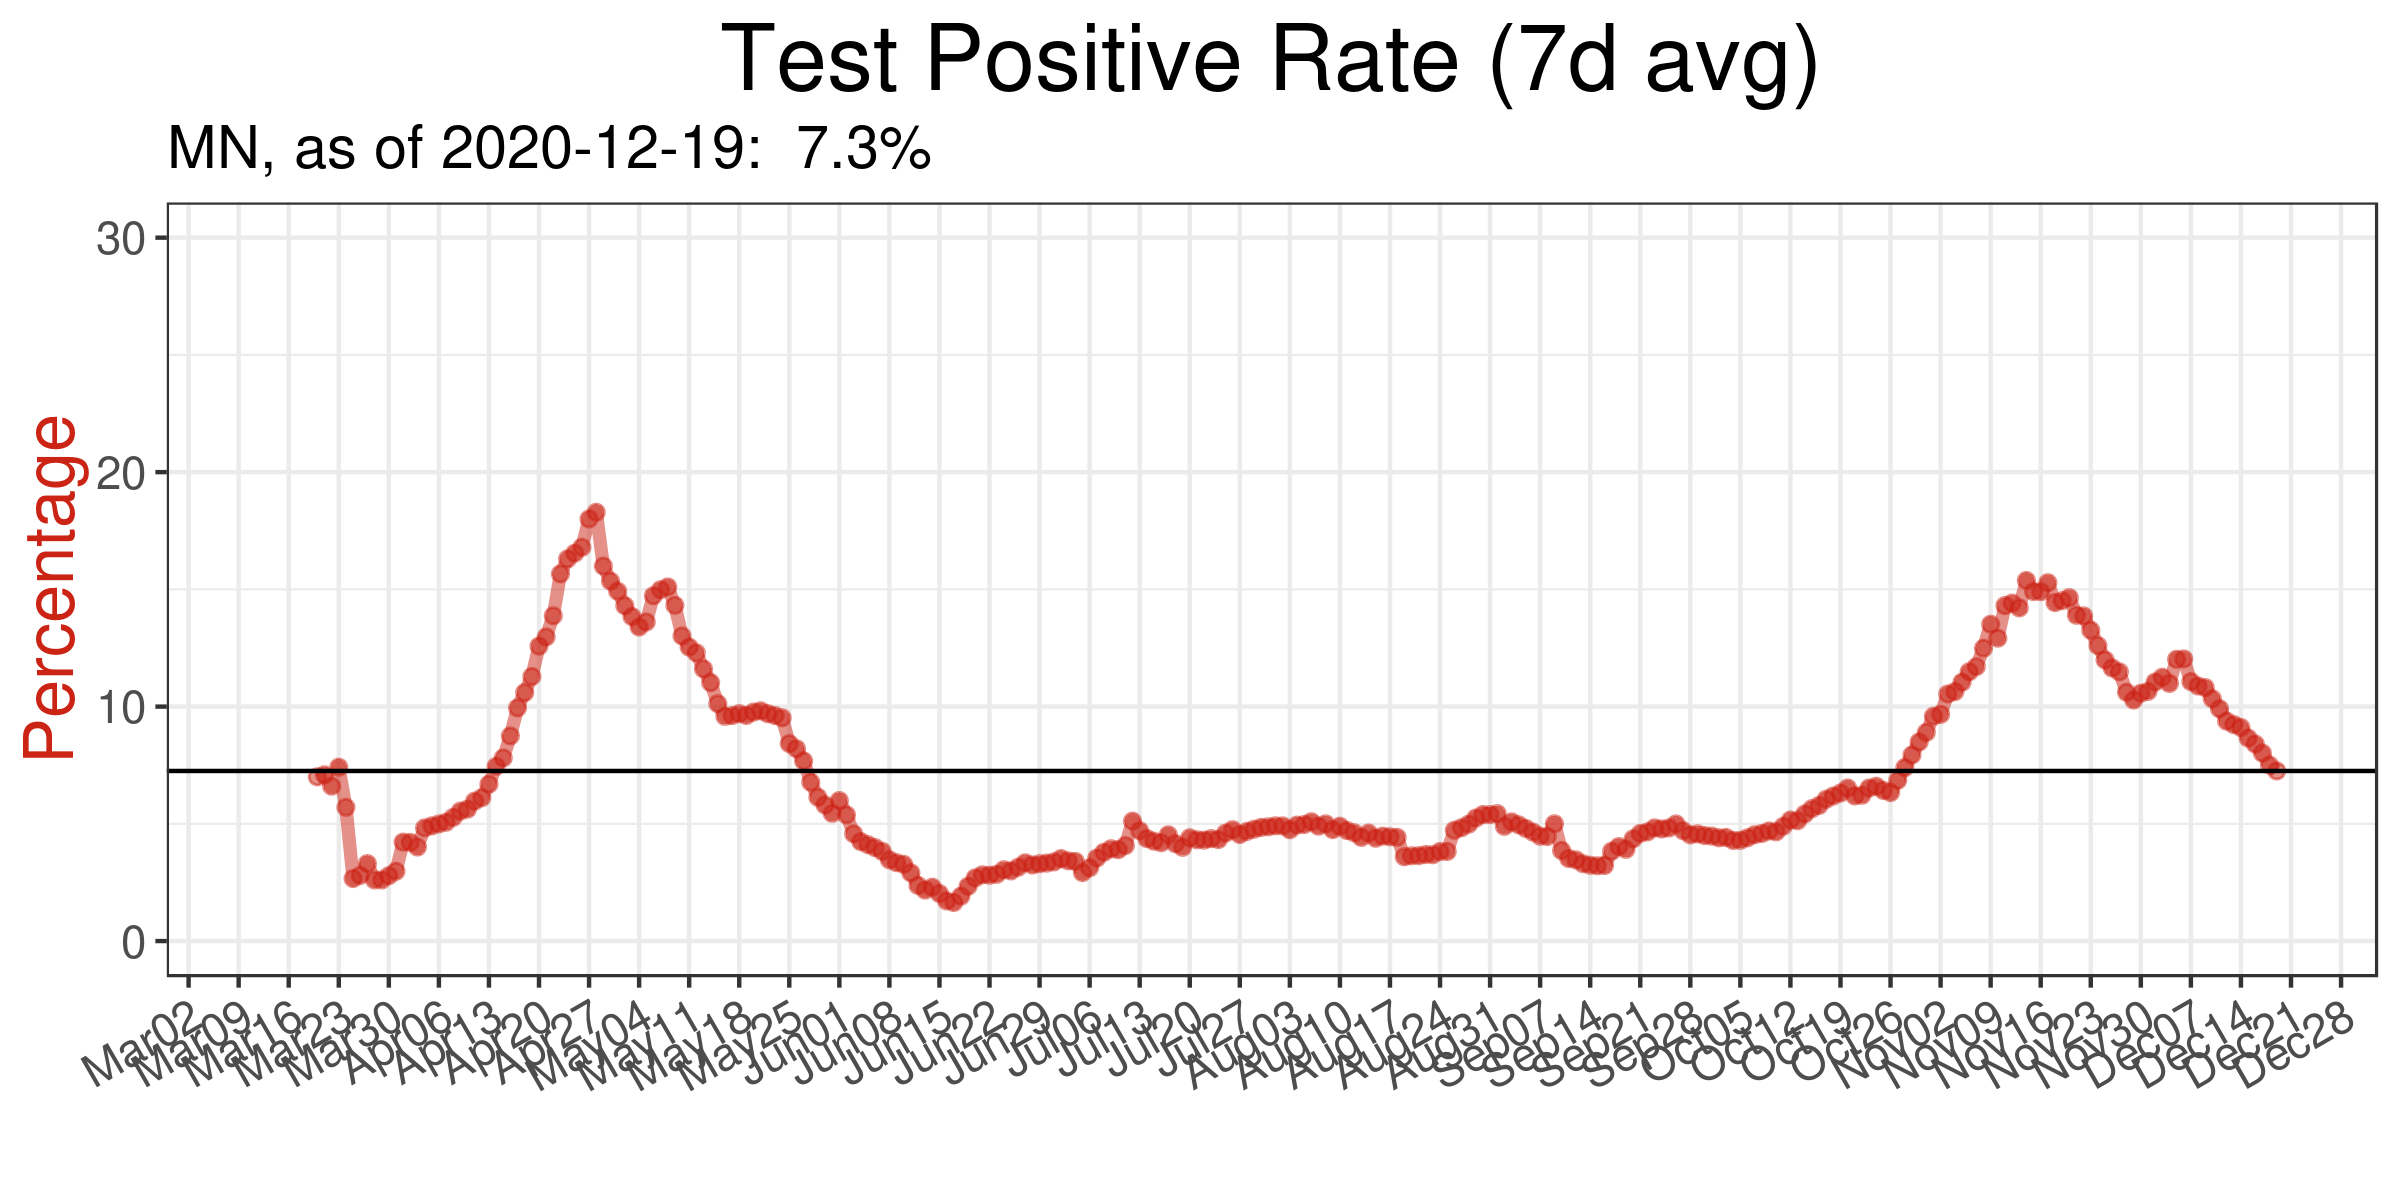 Test Positive Rate (7d avg)
MN, as of 2020-12-19:  7.3%
Percentage
30
20
10
0
Mar02
Mar09
Mar16
Mar23
Mar30
Apr06
Apr13
Apr20
Apr27
May04
May11
May18
May25
Jun01
Jun08
Jun15
Jun22
Jun29
Jul06
Jul13
Jul20
Jul27
Aug03
Aug10
Aug17
Aug24
Aug31
Sep07
Sep14
Sep21
Sep28
Oct05
Oct12
Oct19
Oct26
Nov02
Nov09
Nov16
Nov23
Nov30
Dec07
Dec14
Dec21
Dec28